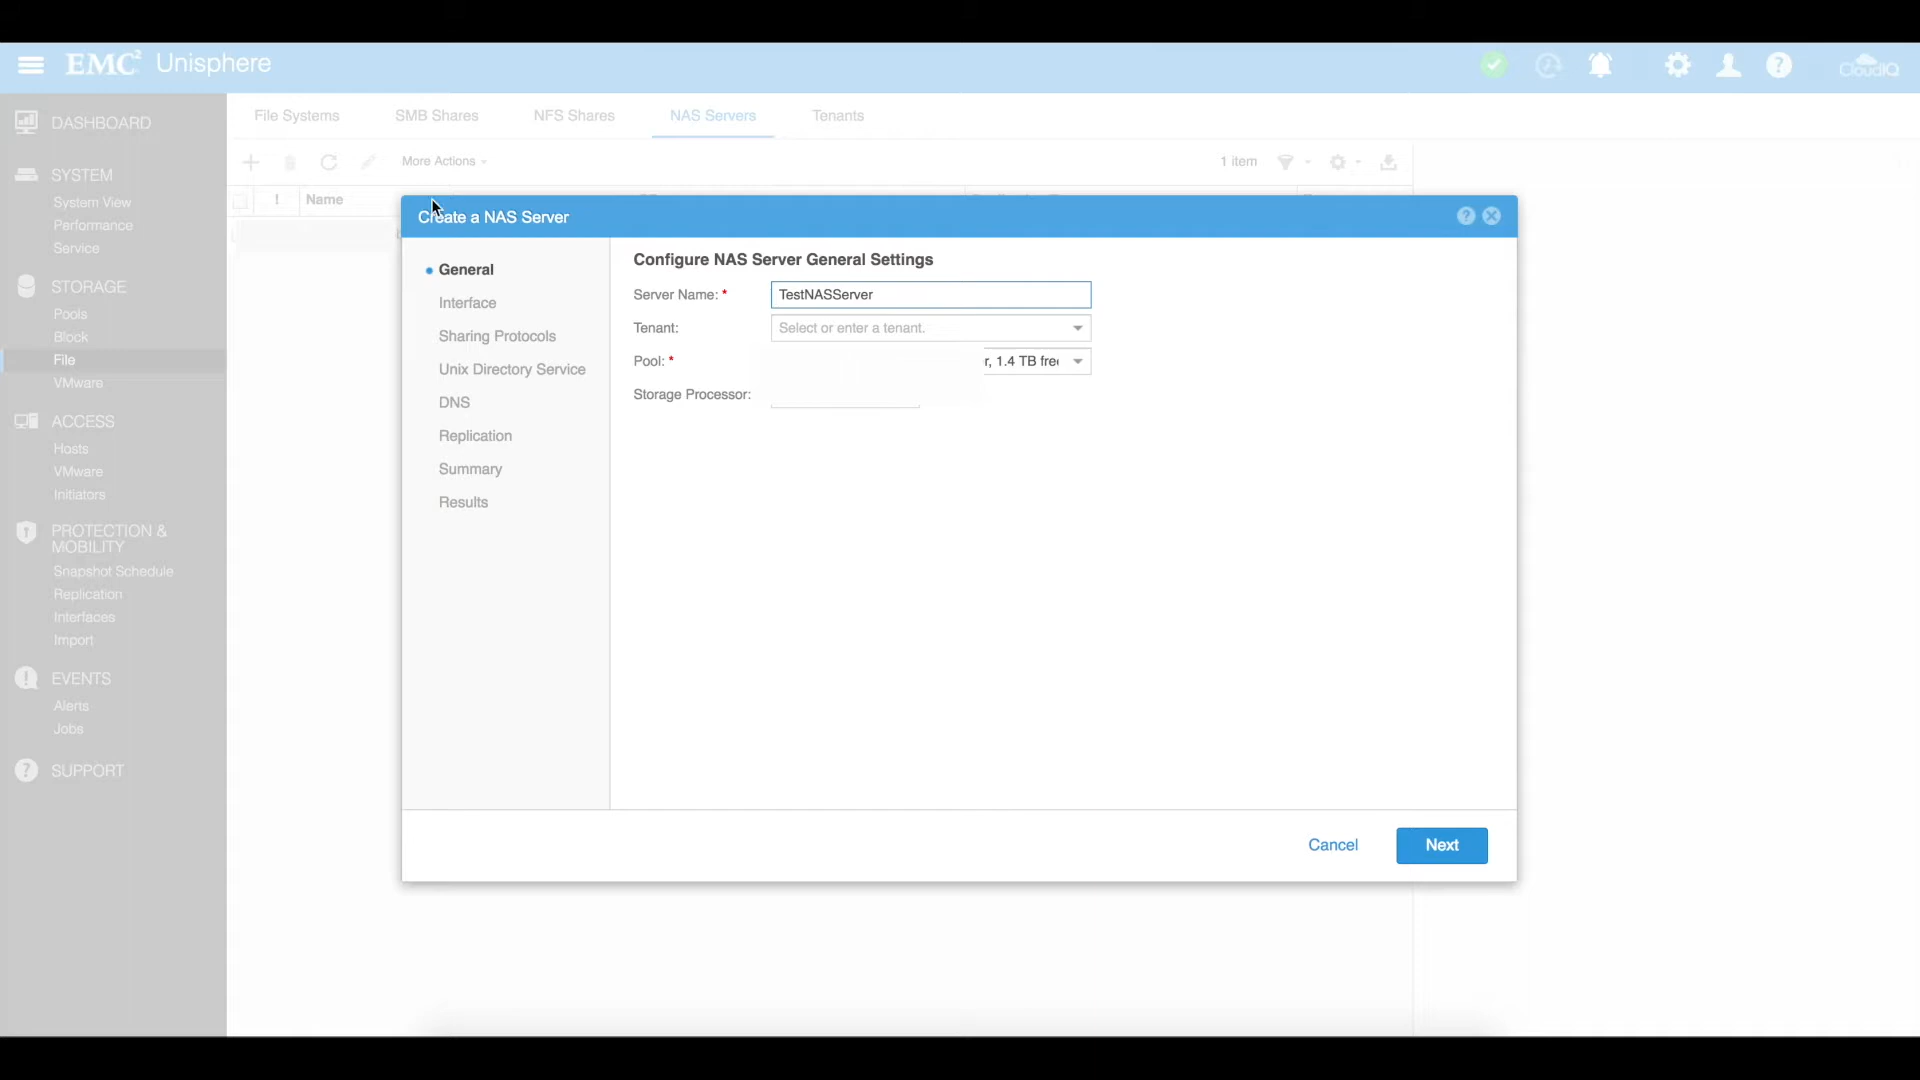 EMC² Unisphere
CloudIQ
DASHBOARD
SYSTEM
System View
Performance
Service
STORAGE
Pools
Block
File
VMware
ACCESS
Hosts
VMware
Initiators
PROTECTION &
MOBILITY
Snapshot Schedule
Replication
Interfaces
Import
EVENTS
Alerts
Jobs
SUPPORT
File Systems SMB Shares NFS Shares NAS Servers Tenants
More Actions 1 item
! Name
Create a NAS Server
General
Interface
Sharing Protocols
Unix Directory Service
DNS
Replication
Summary
Results
Configure NAS Server General Settings
Server Name: * TestNASServer
Tenant: Select or enter a tenant.
Pool: * r, 1.4 TB free
Storage Processor:
Cancel Next